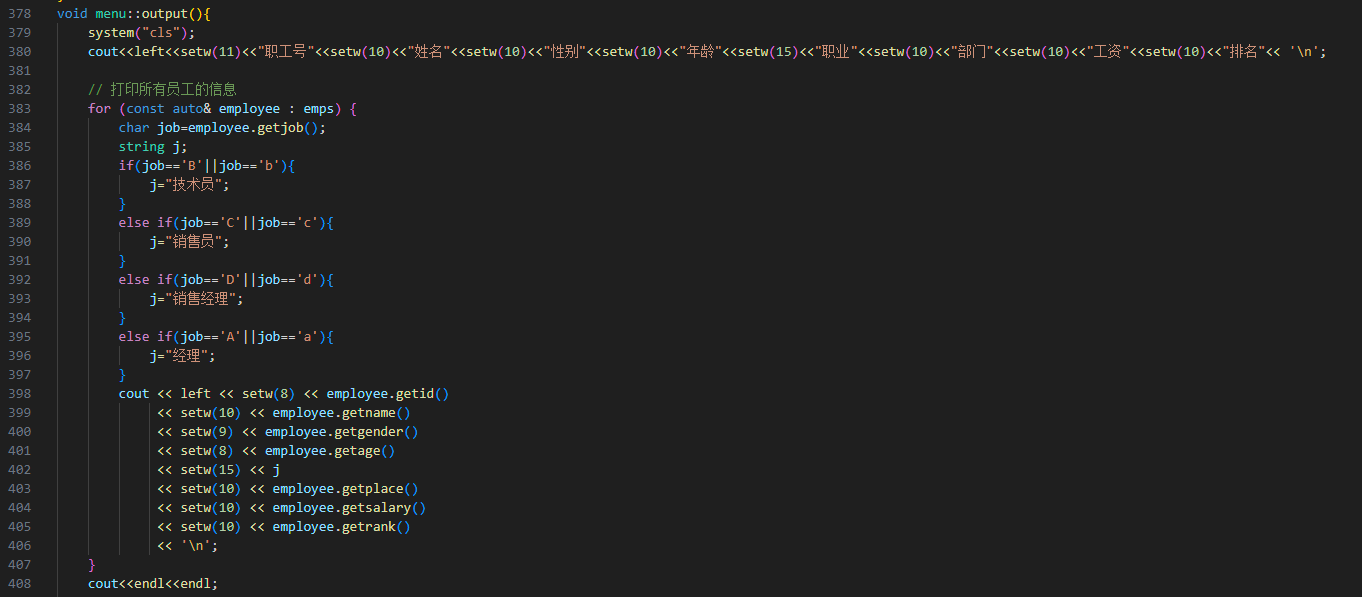 378 void menu::output(){
379 system("cls");
380 cout<<left<<setw(11)<<"职工号"<<setw(10)<<"姓名"<<setw(10)<<"性别"<<setw(10)<<"年龄"<<setw(15)<<"职业"<<setw(10)<<"部门"<<setw(10)<<"工资"<<setw(10)<<"排名"<< '\n';
381
382 // 打印所有员工的信息
383 for (const auto& employee : emps) {
384 char job=employee.getjob();
385 string j;
386 if(job=='B'||job=='b'){
387 j="技术员";
388 }
389 else if(job=='C'||job=='c'){
390 j="销售员";
391 }
392 else if(job=='D'||job=='d'){
393 j="销售经理";
394 }
395 else if(job=='A'||job=='a'){
396 j="经理";
397 }
398 cout << left << setw(8) << employee.getid()
399 << setw(10) << employee.getname()
400 << setw(9) << employee.getgender()
401 << setw(8) << employee.getage()
402 << setw(15) << j
403 << setw(10) << employee.getplace()
404 << setw(10) << employee.getsalary()
405 << setw(10) << employee.getrank()
406 << '\n';
407 }
408 cout<<endl<<endl;